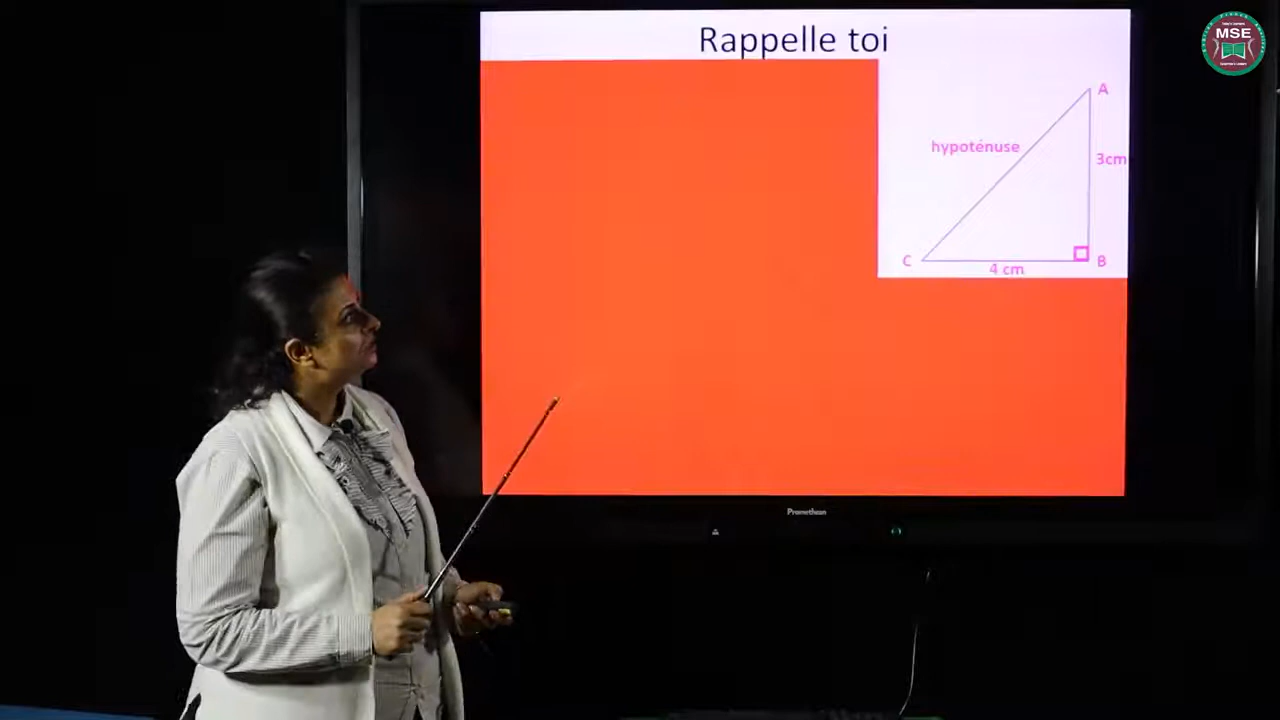 Rappelle toi
MSE
A
hypoténuse
3cm
C
B
4 cm
Promethean